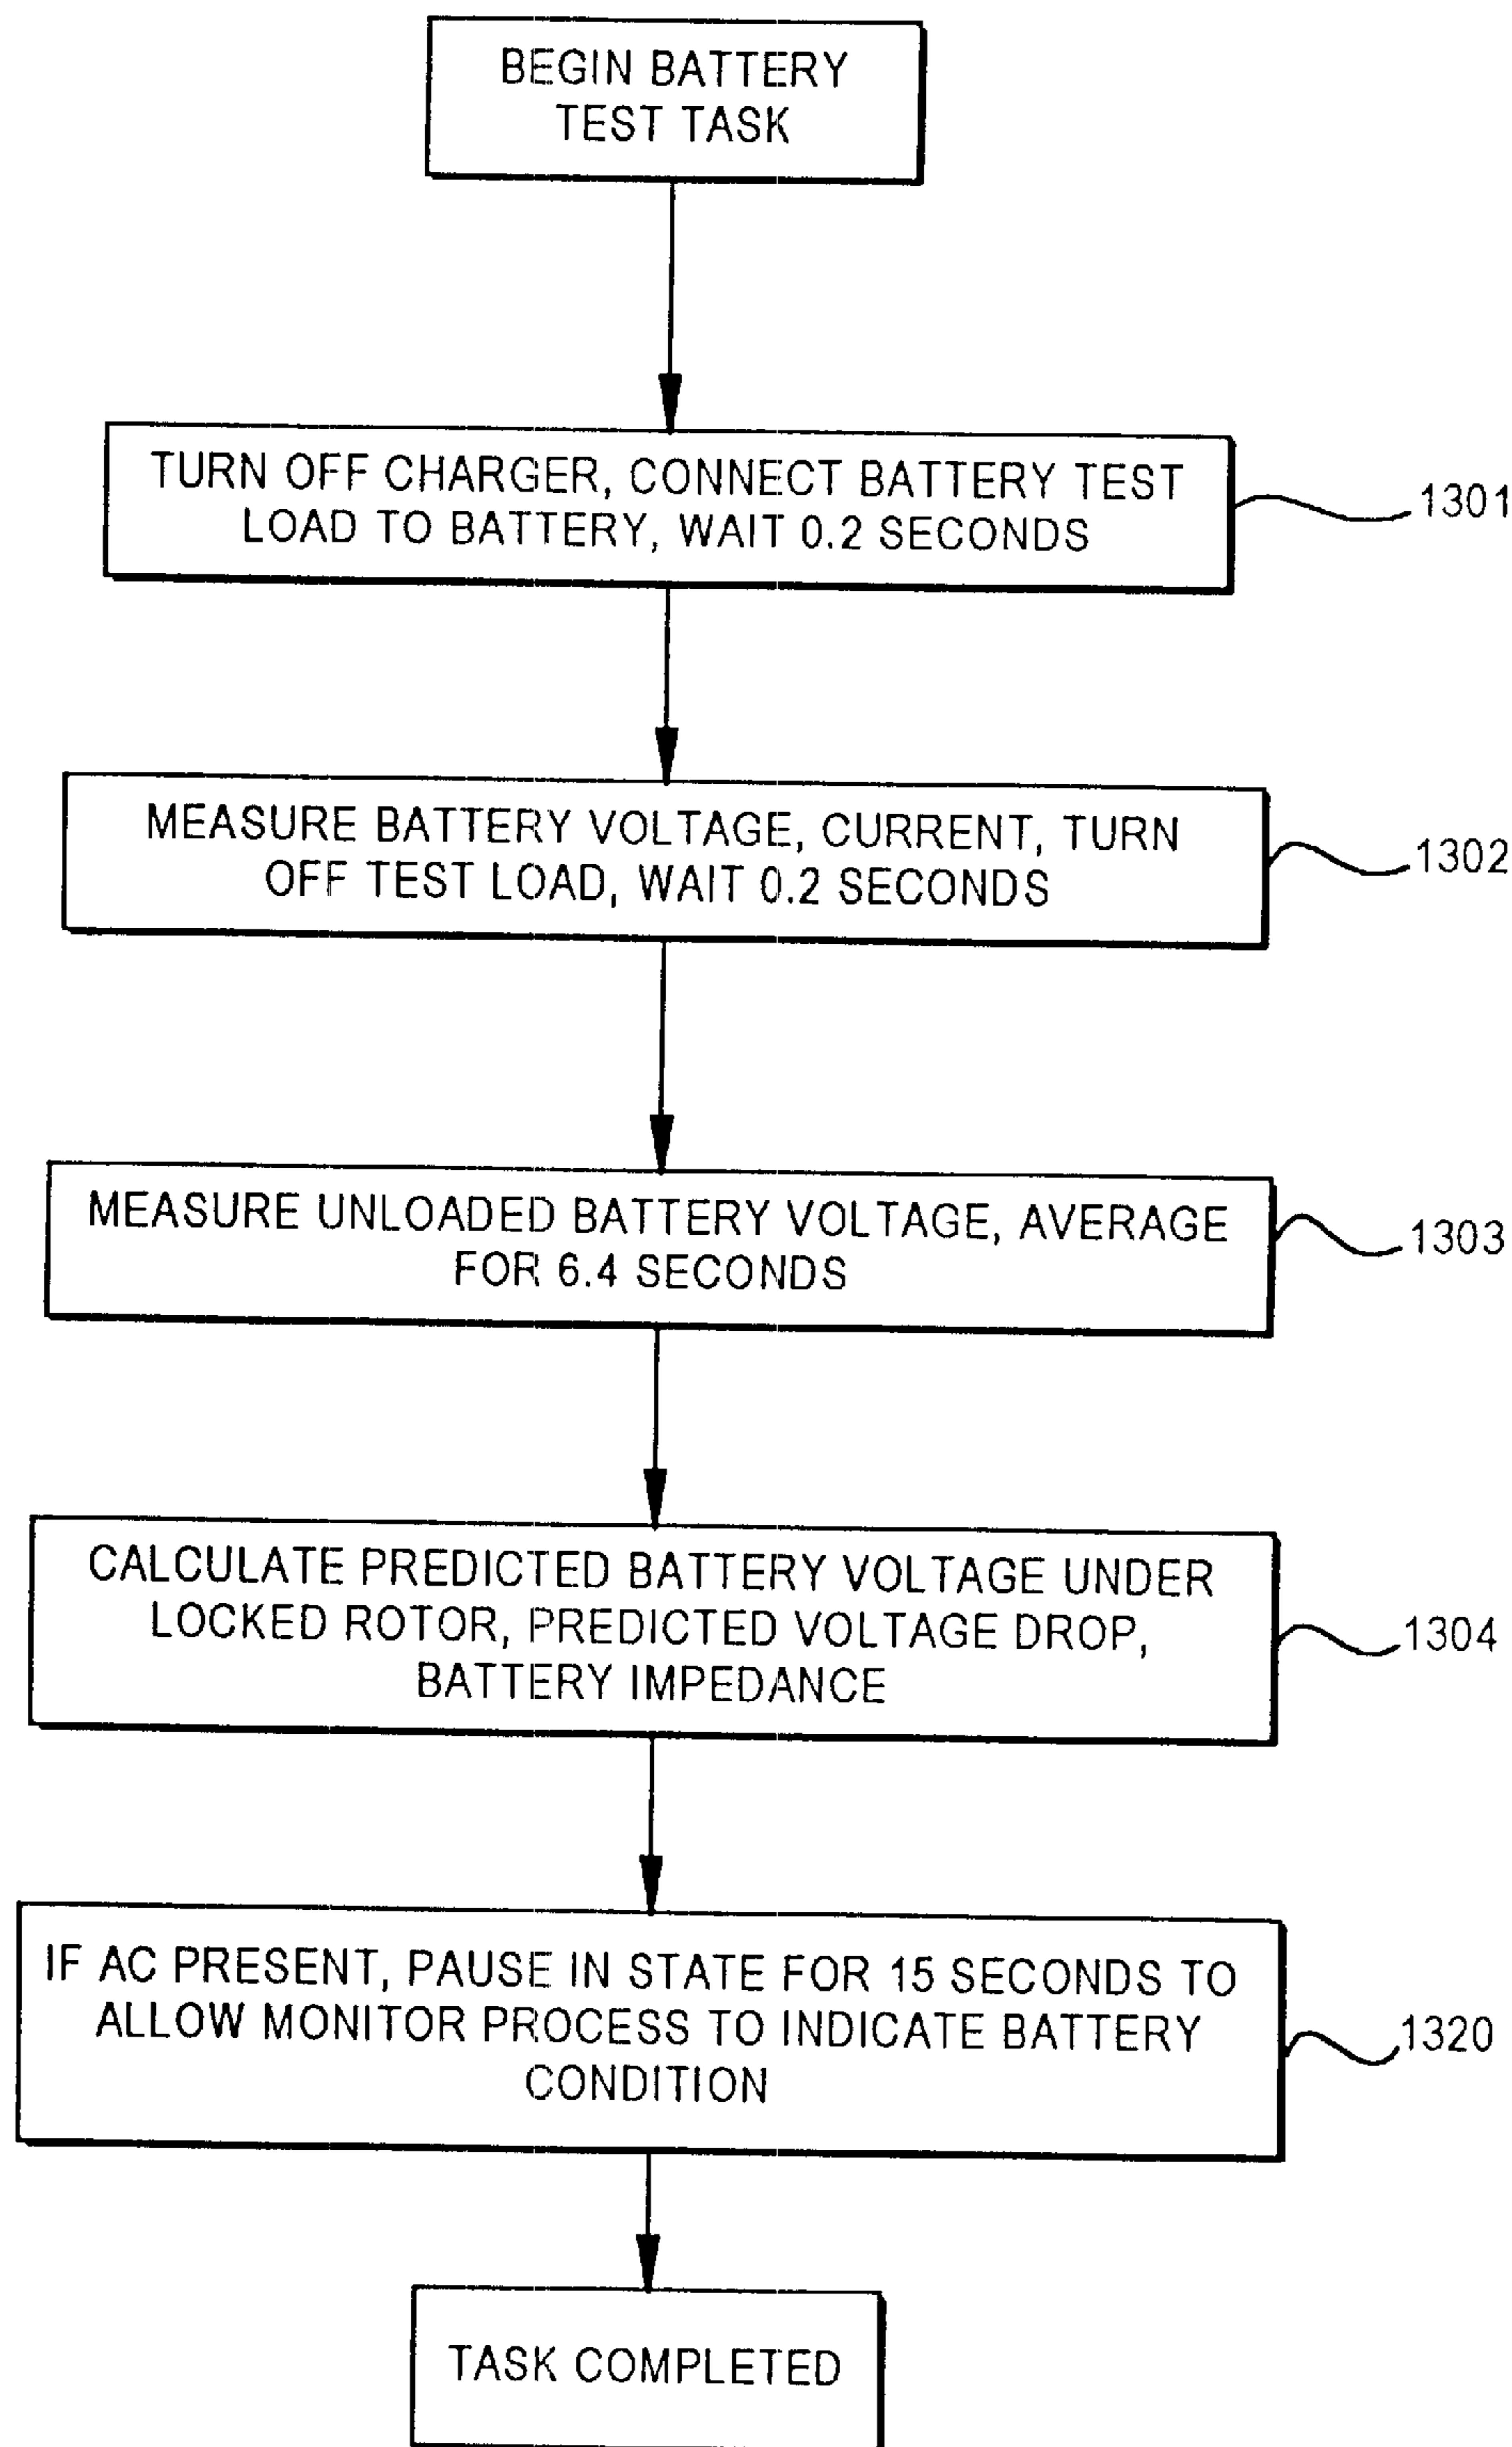 BEGIN BATTERY
TEST TASK
TURN OFF CHARGER, CONNECT BATTERY TEST
LOAD TO BATTERY, WAIT 0.2 SECONDS
1301
MEASURE BATTERY VOLTAGE, CURRENT, TURN
OFF TEST LOAD, WAIT 0.2 SECONDS
1302
MEASURE UNLOADED BATTERY VOLTAGE, AVERAGE
FOR 6.4 SECONDS
1303
CALCULATE PREDICTED BATTERY VOLTAGE UNDER
LOCKED ROTOR, PREDICTED VOLTAGE DROP,
BATTERY IMPEDANCE
1304
IF AC PRESENT, PAUSE IN STATE FOR 15 SECONDS TO
ALLOW MONITOR PROCESS TO INDICATE BATTERY
CONDITION
1320
TASK COMPLETED